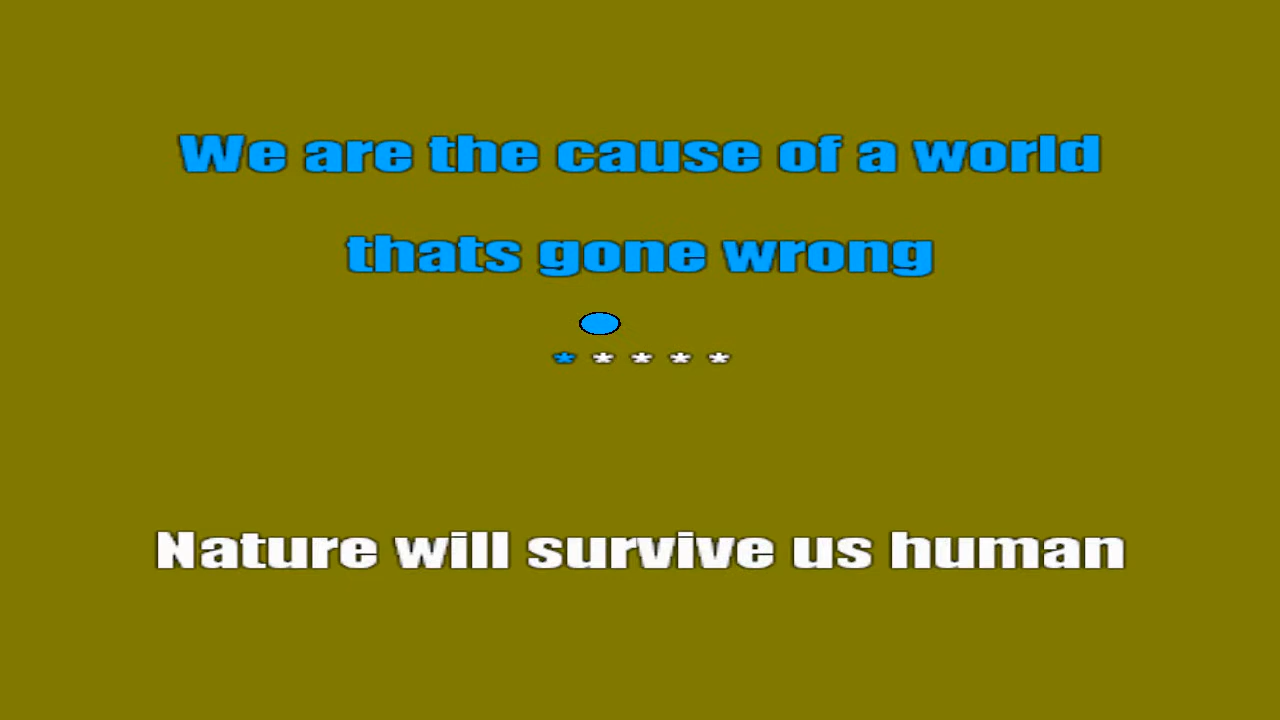 We are the cause of a world
thats gone wrong
* * * * *
Nature will survive us human